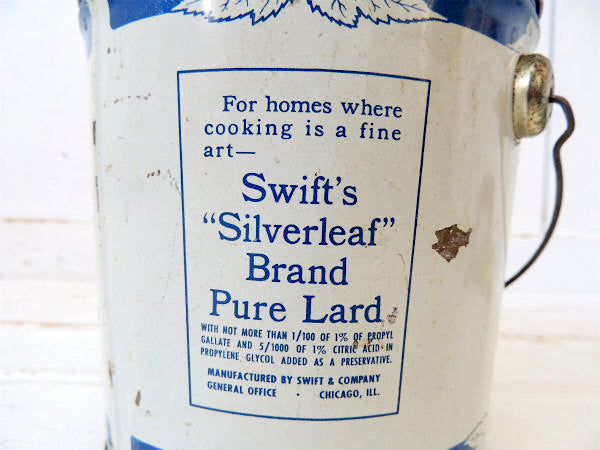 For homes where
cooking is a fine
art—
Swift's
“Silverleaf”
Brand
Pure Lard
WITH NOT MORE THAN 1/100 OF 1% OF PROPYL
GALLATE AND 5/1000 OF 1% CITRIC ACID IN
PROPYLENE GLYCOL ADDED AS A PRESERVATIVE.
MANUFACTURED BY SWIFT & COMPANY
GENERAL OFFICE · CHICAGO, ILL.